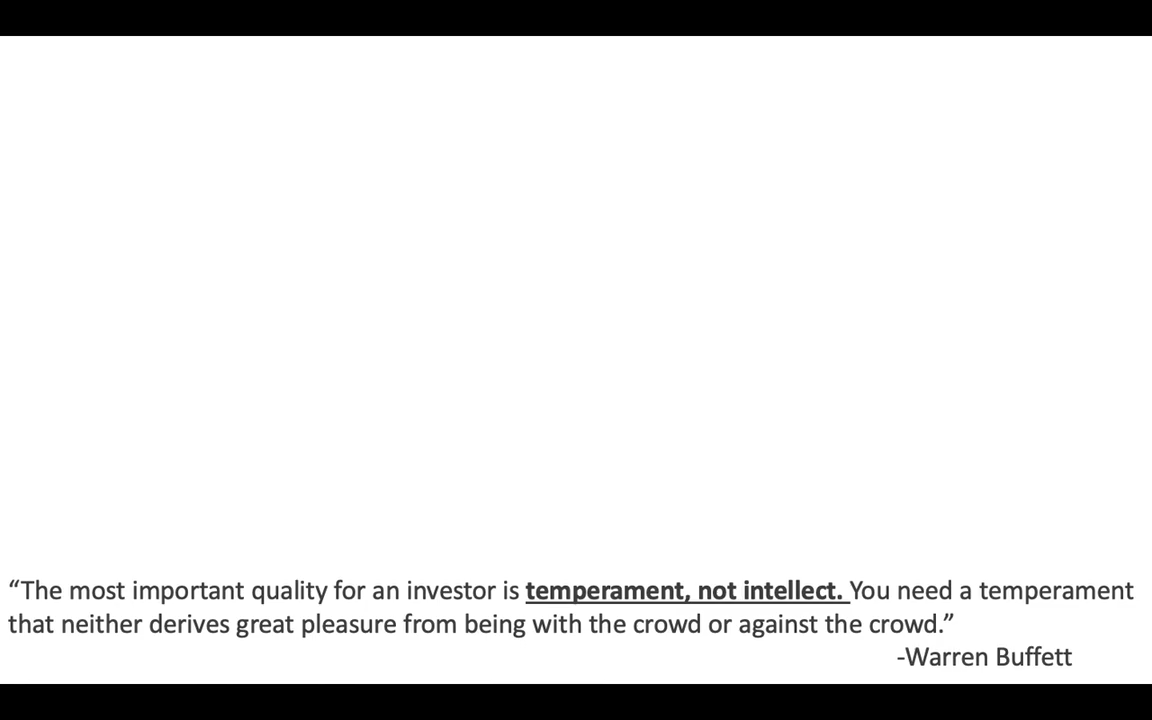 “The most important quality for an investor is temperament, not intellect. You need a temperament
that neither derives great pleasure from being with the crowd or against the crowd.”
-Warren Buffett